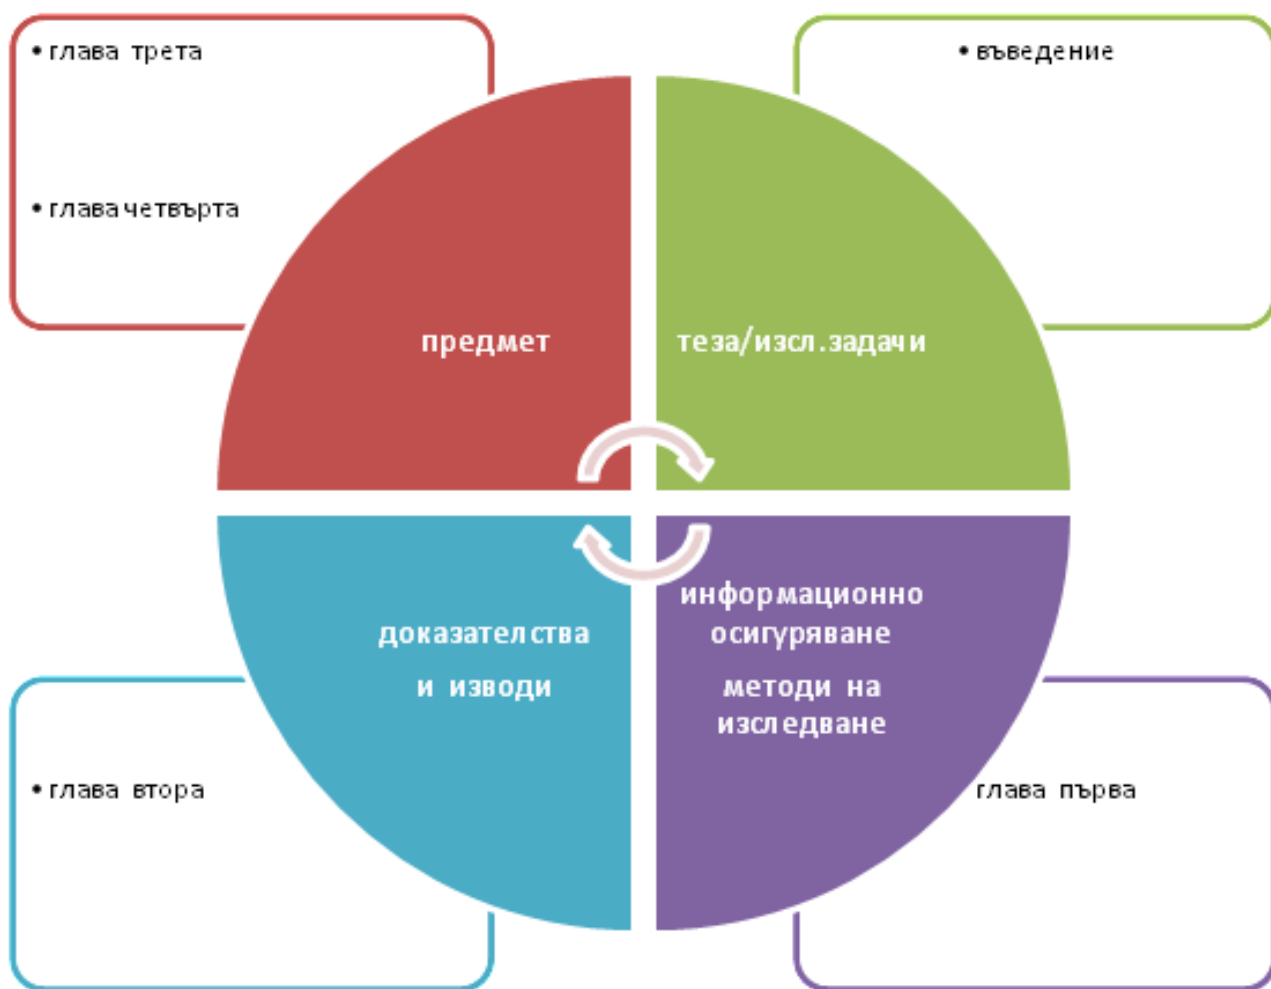 • глава трета
• глава четвърта
• въведение
предмет
теза/изсл.задачи
доказателства
и изводи
информационно
осигуряване
методи на
изследване
• глава втора
глава първа